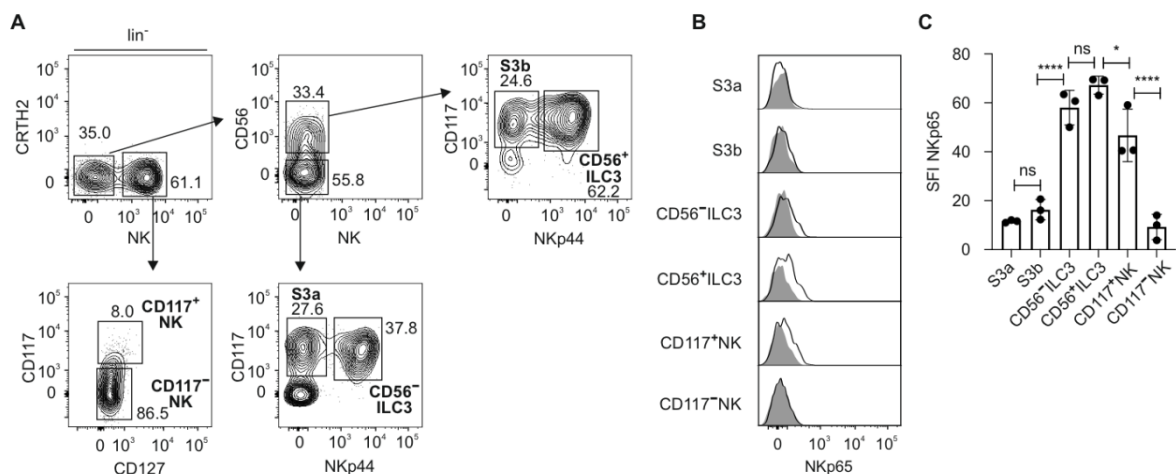 A
lin-
CRTH2
10⁵
10⁴
10³
0
35.0
61.1
0 10³ 10⁴ 10⁵
NK
CD56
10⁵
10⁴
10³
0
33.4
55.8
0 10³ 10⁴ 10⁵
NK
CD117
10⁵
10⁴
10³
0
S3b
24.6
CD56⁺
ILC3
62.2
0 10³ 10⁴ 10⁵
NKp44
CD117
10⁵
10⁴
10³
0
8.0
CD117⁺
NK
CD117⁻
NK
86.5
0 10³ 10⁴ 10⁵
CD127
CD117
10⁵
10⁴
10³
0
S3a
27.6
37.8
CD56⁻
ILC3
0 10³ 10⁴ 10⁵
NKp44
B
S3a
S3b
CD56⁻ILC3
CD56⁺ILC3
CD117⁺NK
CD117⁻NK
0 10³ 10⁴ 10⁵
NKp65
C
SFI NKp65
80
60
40
20
0
ns
****
ns
*
****
S3a
S3b
CD56⁻ILC3
CD56⁺ILC3
CD117⁺NK
CD117⁻NK